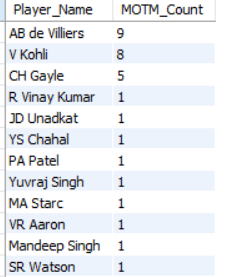 Player_Name MOTM_Count
AB de Villiers 9
V Kohli 8
CH Gayle 5
R Vinay Kumar 1
JD Unadkat 1
YS Chahal 1
PA Patel 1
Yuvraj Singh 1
MA Starc 1
VR Aaron 1
Mandeep Singh 1
SR Watson 1